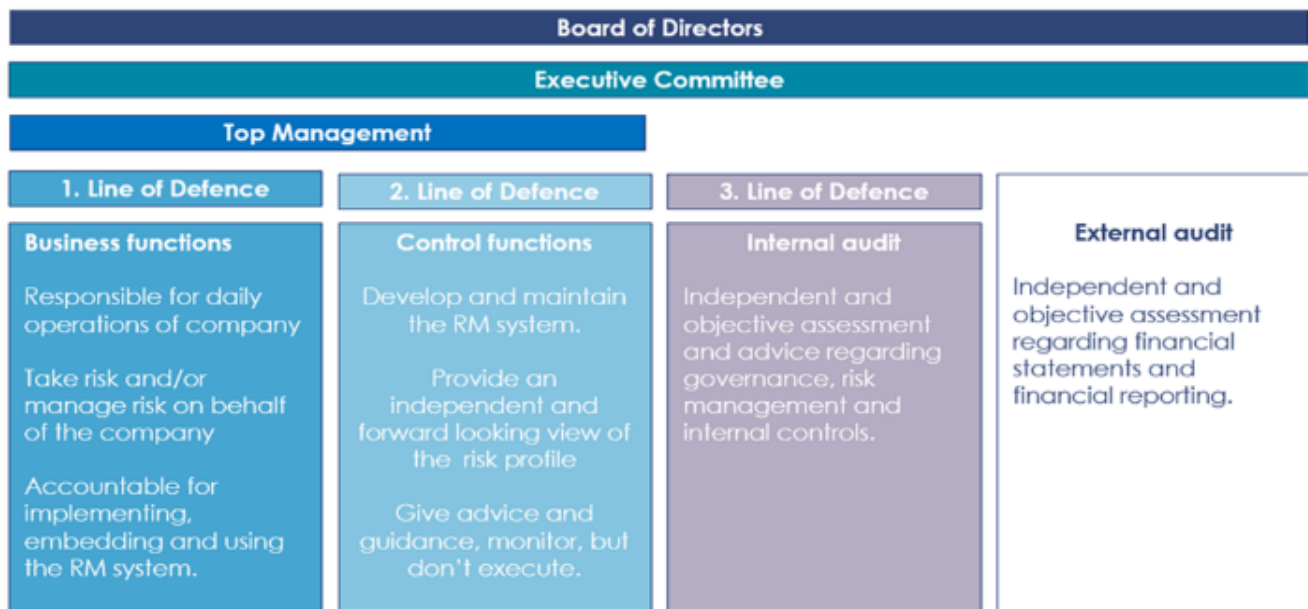 Board of Directors
Executive Committee
Top Management
1. Line of Defence
Business functions
Responsible for daily
operations of company
Take risk and/or
manage risk on behalf
of the company
Accountable for
implementing,
embedding and using
the RM system.
2. Line of Defence
Control functions
Develop and maintain
the RM system.
Provide an
independent and
forward looking view of
the risk profile
Give advice and
guidance, monitor, but
don't execute.
3. Line of Defence
Internal audit
Independent and
objective assessment
and advice regarding
governance, risk
management and
internal controls.
External audit
Independent and
objective assessment
regarding financial
statements and
financial reporting.